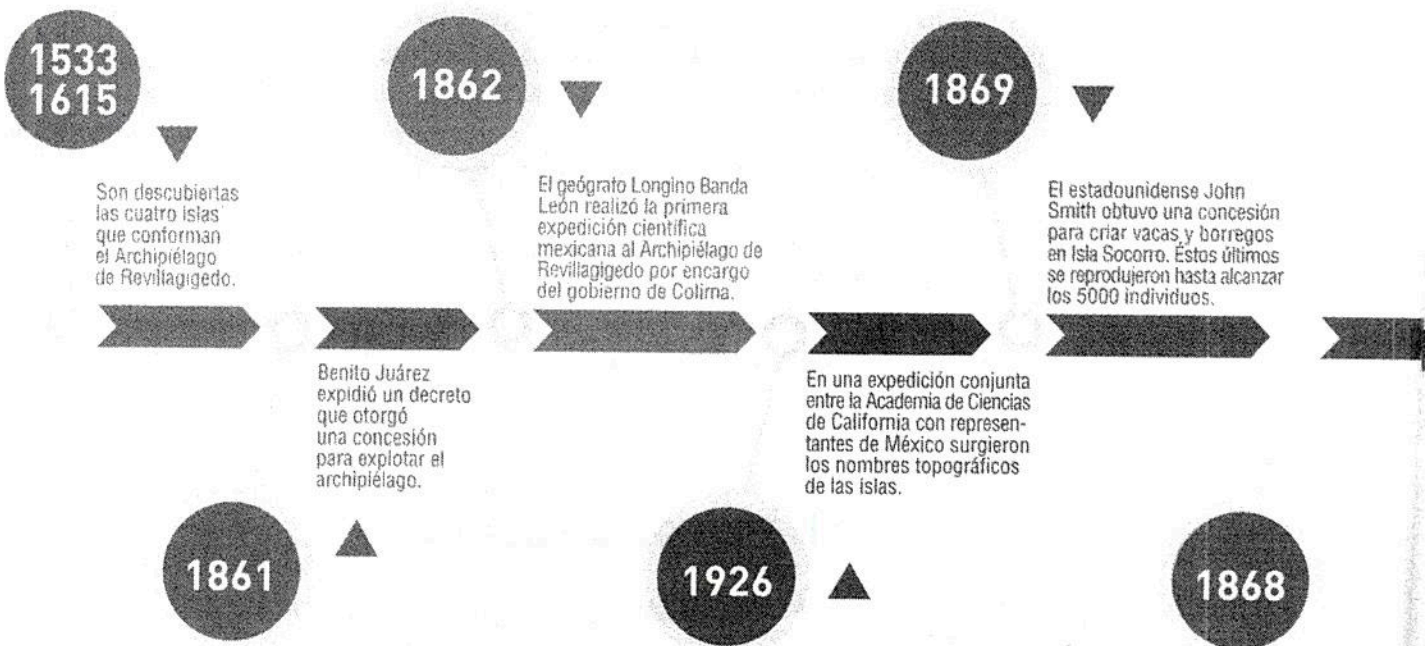 1533
1615
Son descubiertas
las cuatro islas
que conforman
el Archipiélago
de Revillagigedo.
1861
Benito Juárez
expidió un decreto
que otorgó
una concesión
para explotar el
archipiélago.
1862
El geógrafo Longino Banda
León realizó la primera
expedición científica
mexicana al Archipiélago de
Revillagigedo por encargo
del gobierno de Colima.
1926
En una expedición conjunta
entre la Academia de Ciencias
de California con represen-
tantes de México surgieron
los nombres topográficos
de las islas.
1869
El estadounidense John
Smith obtuvo una concesión
para criar vacas y borregos
en Isla Socorro. Éstos últimos
se reprodujeron hasta alcanzar
los 5000 individuos.
1868